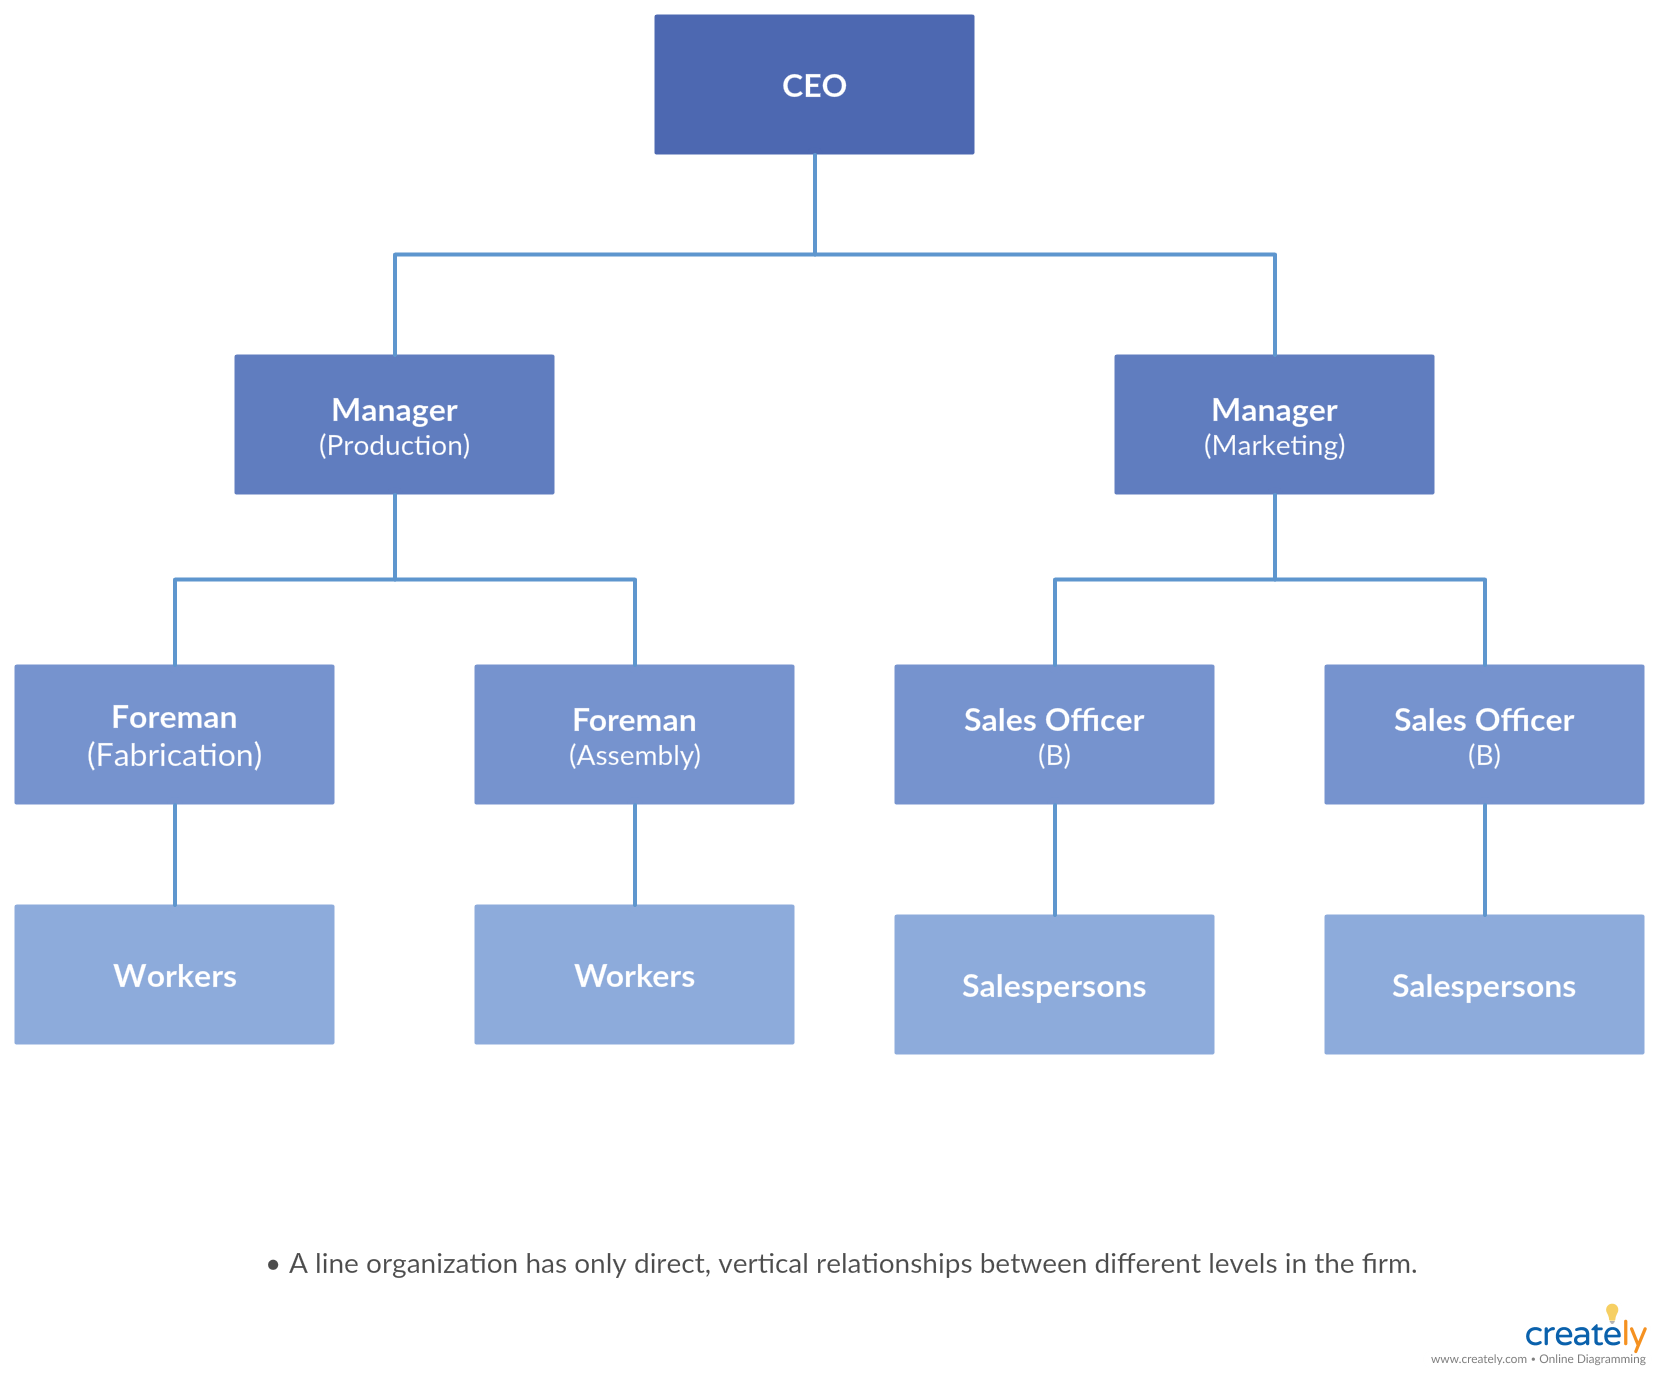 CEO
Manager
(Production)
Manager
(Marketing)
Foreman
(Fabrication)
Foreman
(Assembly)
Sales Officer
(B)
Sales Officer
(B)
Workers
Workers
Salespersons
Salespersons
• A line organization has only direct, vertical relationships between different levels in the firm.
creately
www.creately.com • Online Diagramming